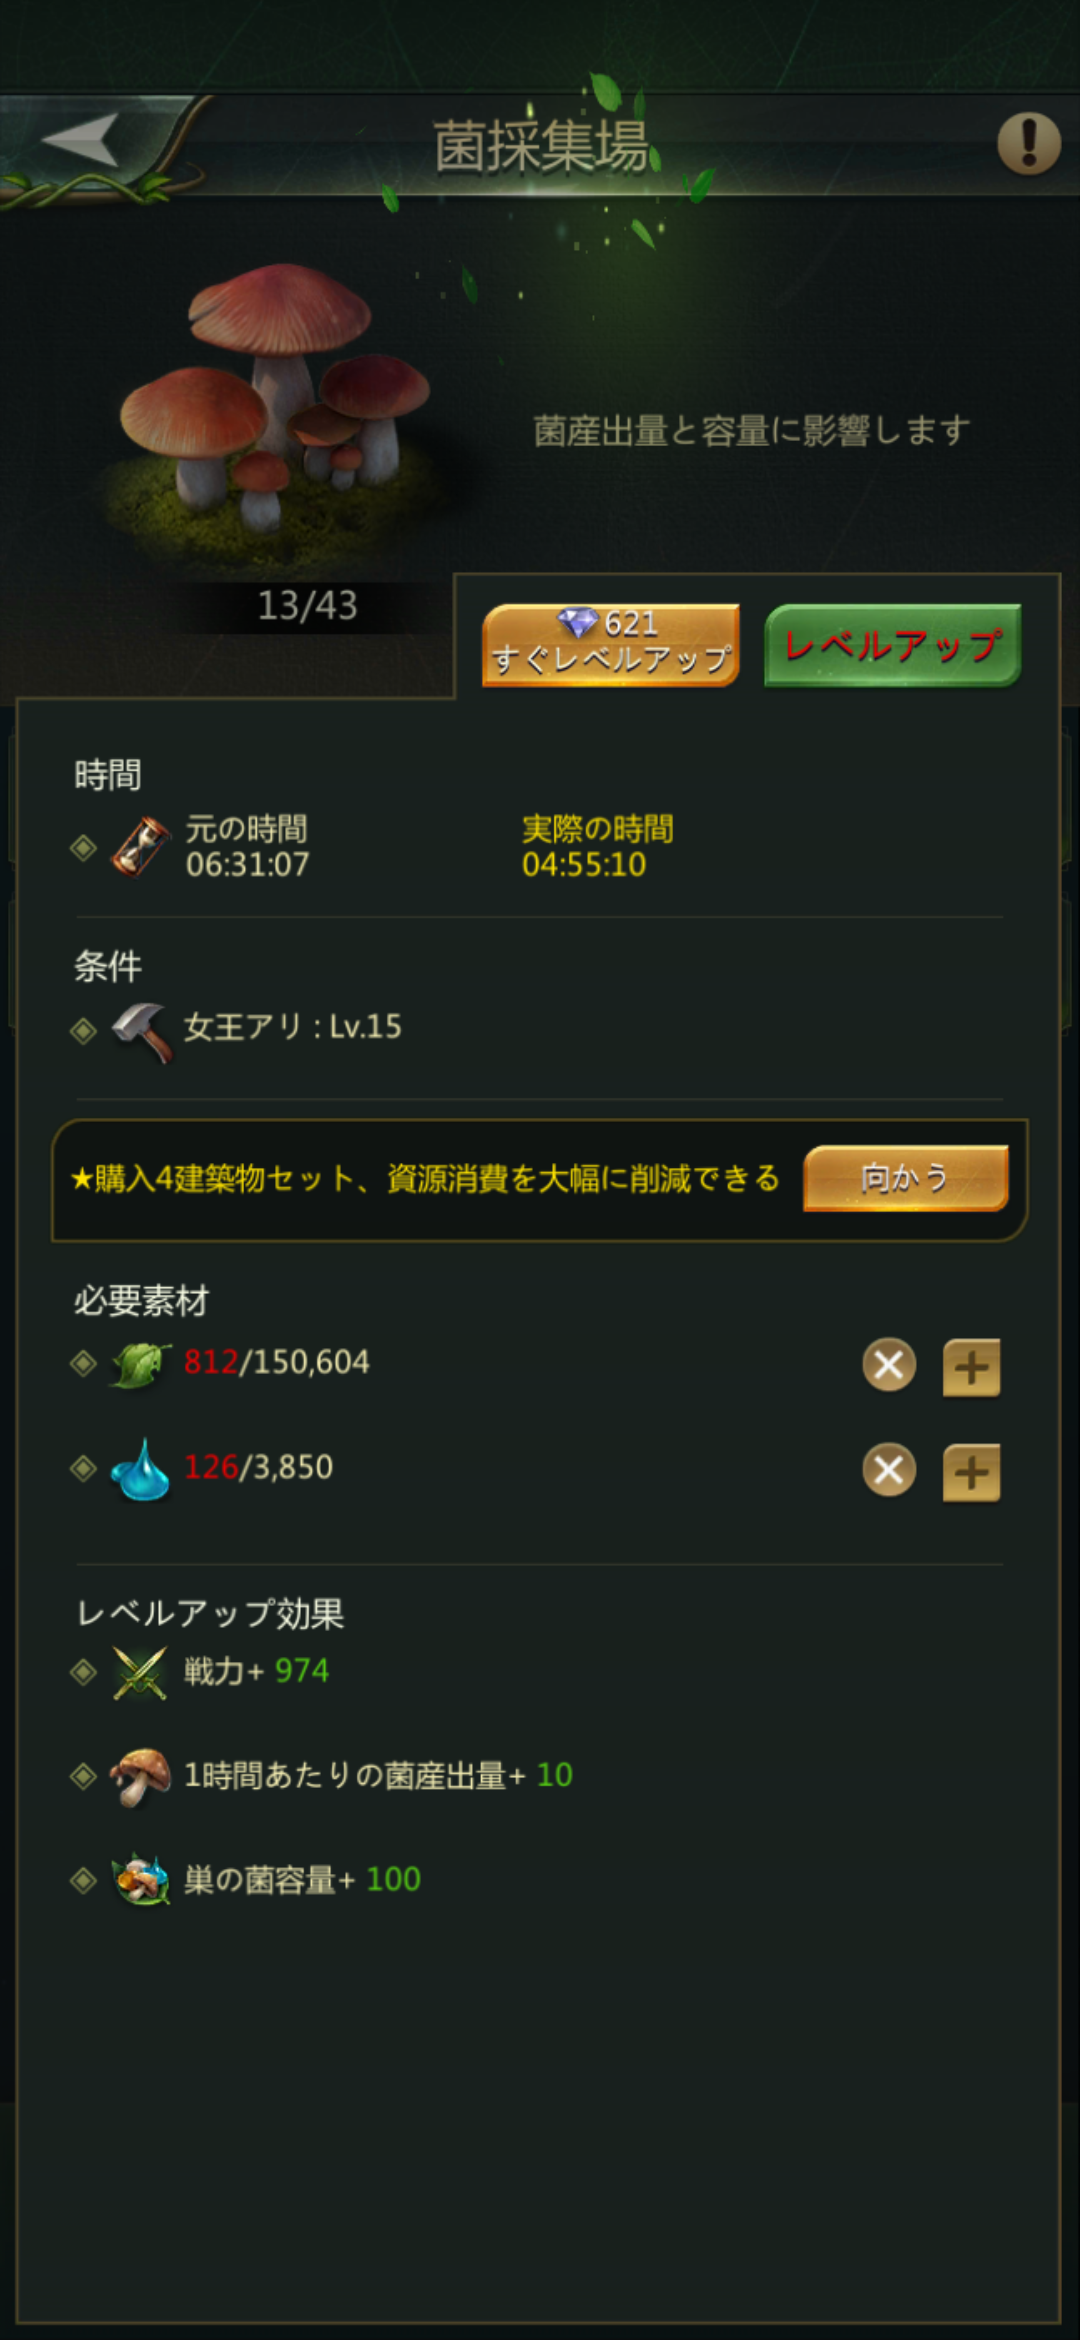 菌採集場
菌産出量と容量に影響します
13/43
621
すぐレベルアップ
レベルアップ
時間
元の時間
06:31:07
実際の時間
04:55:10
条件
女王アリ : Lv.15
★購入4建築物セット、資源消費を大幅に削減できる
向かう
必要素材
812/150,604
126/3,850
レベルアップ効果
戦力+ 974
1時間あたりの菌産出量+ 10
巣の菌容量+ 100